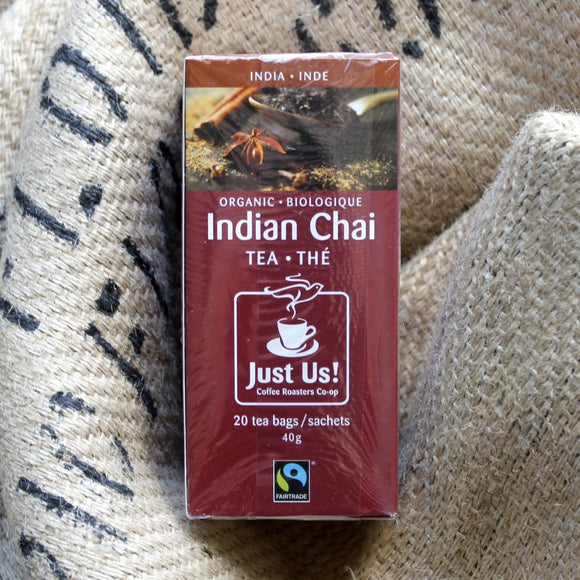 INDIA • INDE
ORGANIC • BIOLOGIQUE
Indian Chai
TEA • THÉ
Just Us!
Coffee Roasters Co-op
20 tea bags/sachets
40g
FAIRTRADE
®